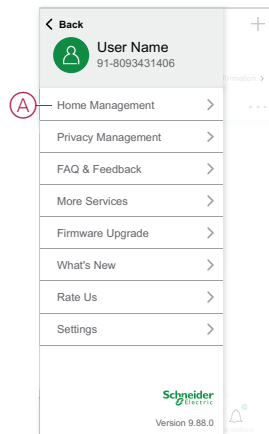 Back
User Name
91-8093431406
A
Home Management
Privacy Management
FAQ & Feedback
More Services
Firmware Upgrade
What's New
Rate Us
Settings
Schneider
Electric
Version 9.88.0